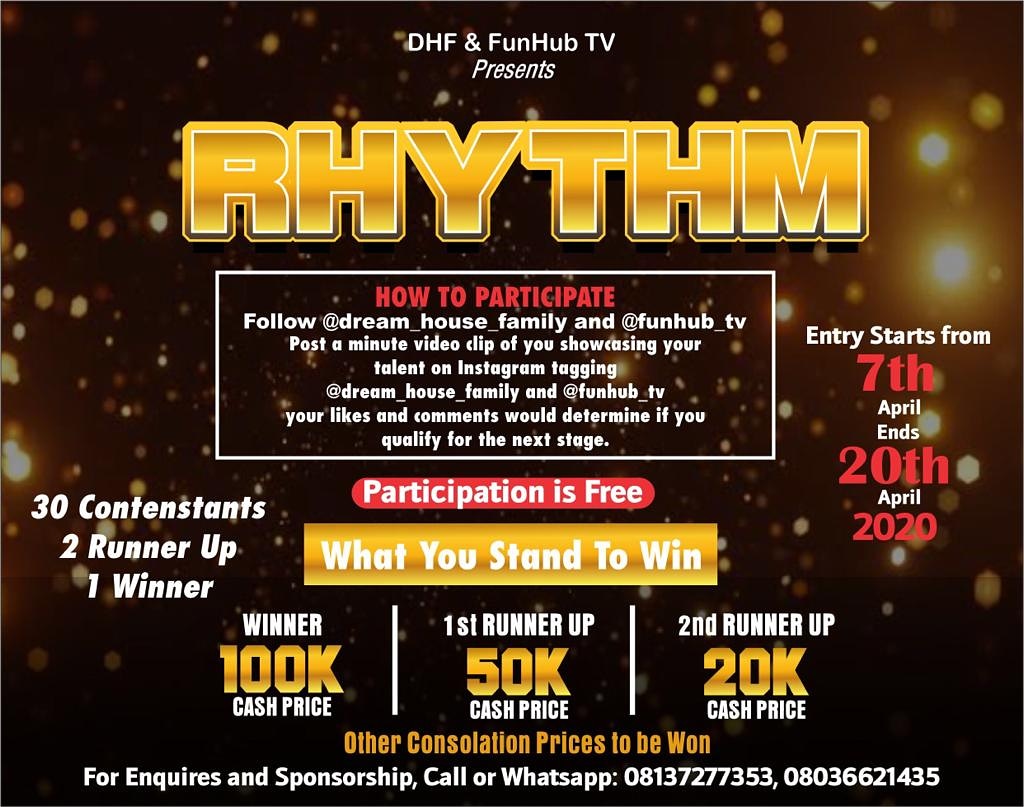 DHF & FunHub TV
Presents
RHYTHM
HOW TO PARTICIPATE
Follow @dream_house_family and @funhub_tv
Post a minute video clip of you showcasing your
talent on Instagram tagging
@dream_house_family and @funhub_tv
your likes and comments would determine if you
qualify for the next stage.
Entry Starts from
7th
April
Ends
20th
April
2020
Participation is Free
30 Contenstants
2 Runner Up
1 Winner
What You Stand To Win
WINNER
100K
CASH PRICE
1st RUNNER UP
50K
CASH PRICE
2nd RUNNER UP
20K
CASH PRICE
Other Consolation Prices to be Won
For Enquires and Sponsorship, Call or Whatsapp: 08137277353, 08036621435